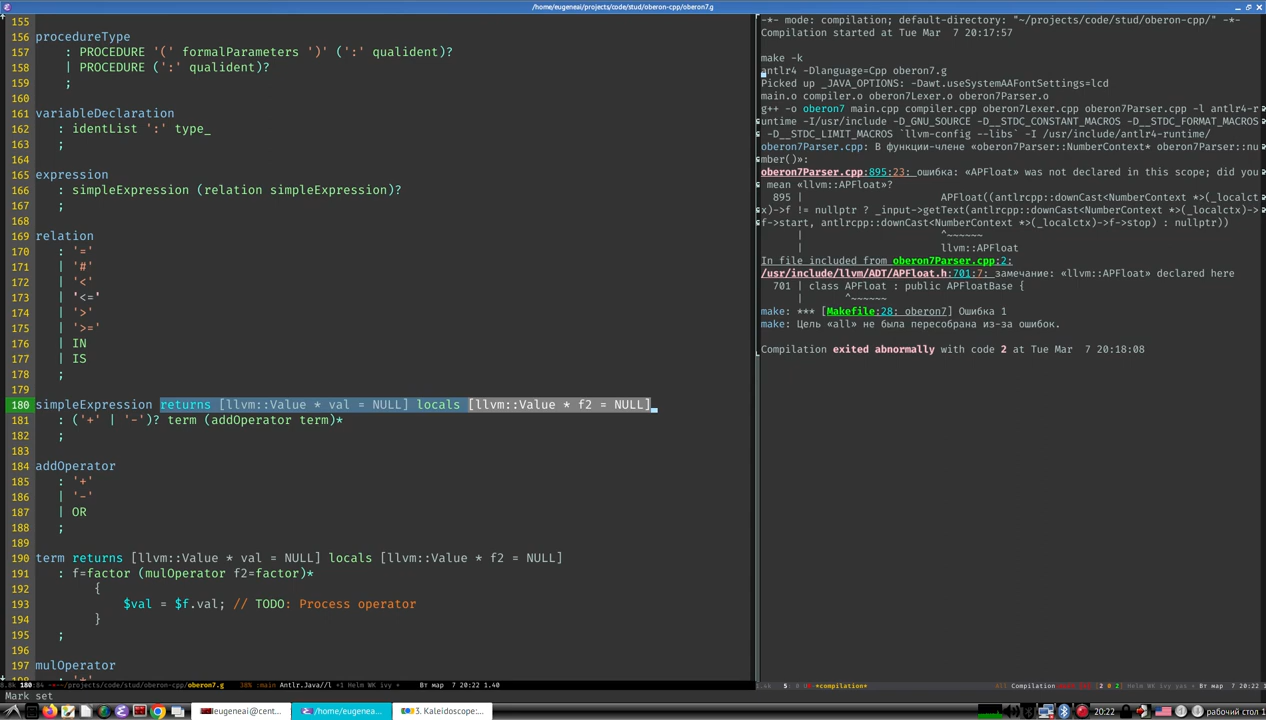 /home/eugeneai/projects/code/stud/oberon-cpp/oberon7.g
155
156 procedureType
157     : PROCEDURE '(' formalParameters ')' (':' qualident)?
158     | PROCEDURE (':' qualident)?
159     ;
160
161 variableDeclaration
162     : identList ':' type_
163     ;
164
165 expression
166     : simpleExpression (relation simpleExpression)?
167     ;
168
169 relation
170     : '='
171     | '#'
172     | '<'
173     | '<='
174     | '>'
175     | '>='
176     | IN
177     | IS
178     ;
179
180 simpleExpression returns [llvm::Value * val = NULL] locals [llvm::Value * f2 = NULL]
181     : ('+' | '-')? term (addOperator term)*
182     ;
183
184 addOperator
185     : '+'
186     | '-'
187     | OR
188     ;
189
190 term returns [llvm::Value * val = NULL] locals [llvm::Value * f2 = NULL]
191     : f=factor (mulOperator f2=factor)*
192         {
193             $val = $f.val; // TODO: Process operator
194         }
195     ;
196
197 mulOperator
180:84 ~/projects/code/stud/oberon-cpp/oberon7.g 38% :main Antlr.Java//l +1 Helm WK ivy + Вт мар 7 20:22 1.40
Mark set
-*- mode: compilation; default-directory: "~/projects/code/stud/oberon-cpp/" -*-
Compilation started at Tue Mar  7 20:17:57

make -k
antlr4 -Dlanguage=Cpp oberon7.g
Picked up _JAVA_OPTIONS: -Dawt.useSystemAAFontSettings=lcd
main.o compiler.o oberon7Lexer.o oberon7Parser.o
g++ -o oberon7 main.cpp compiler.cpp oberon7Lexer.cpp oberon7Parser.cpp -l antlr4-r
untime -I/usr/include -D_GNU_SOURCE -D__STDC_CONSTANT_MACROS -D__STDC_FORMAT_MACROS
 -D__STDC_LIMIT_MACROS `llvm-config --libs` -I /usr/include/antlr4-runtime/
oberon7Parser.cpp: В функции-члене «oberon7Parser::NumberContext* oberon7Parser::nu
mber()»:
oberon7Parser.cpp:895:23: ошибка: «APFloat» was not declared in this scope; did you
 mean «llvm::APFloat»?
  895 |                       APFloat((antlrcpp::downCast<NumberContext *>(_localct
x)->f != nullptr ? _input->getText(antlrcpp::downCast<NumberContext *>(_localctx)->
f->start, antlrcpp::downCast<NumberContext *>(_localctx)->f->stop) : nullptr))
      |                       ^~~~~~~
      |                       llvm::APFloat
In file included from oberon7Parser.cpp:2:
/usr/include/llvm/ADT/APFloat.h:701:7: замечание: «llvm::APFloat» declared here
  701 | class APFloat : public APFloatBase {
      |       ^~~~~~~
make: *** [Makefile:28: oberon7] Ошибка 1
make: Цель «all» не была пересобрана из-за ошибок.

Compilation exited abnormally with code 2 at Tue Mar  7 20:18:08
*compilation* All Compilation Helm WK ivy Вт мар 7 20:22
eugeneai@cent...
/home/eugenea...
3. Kaleidoscope:...
20:22
рабочий стол 1